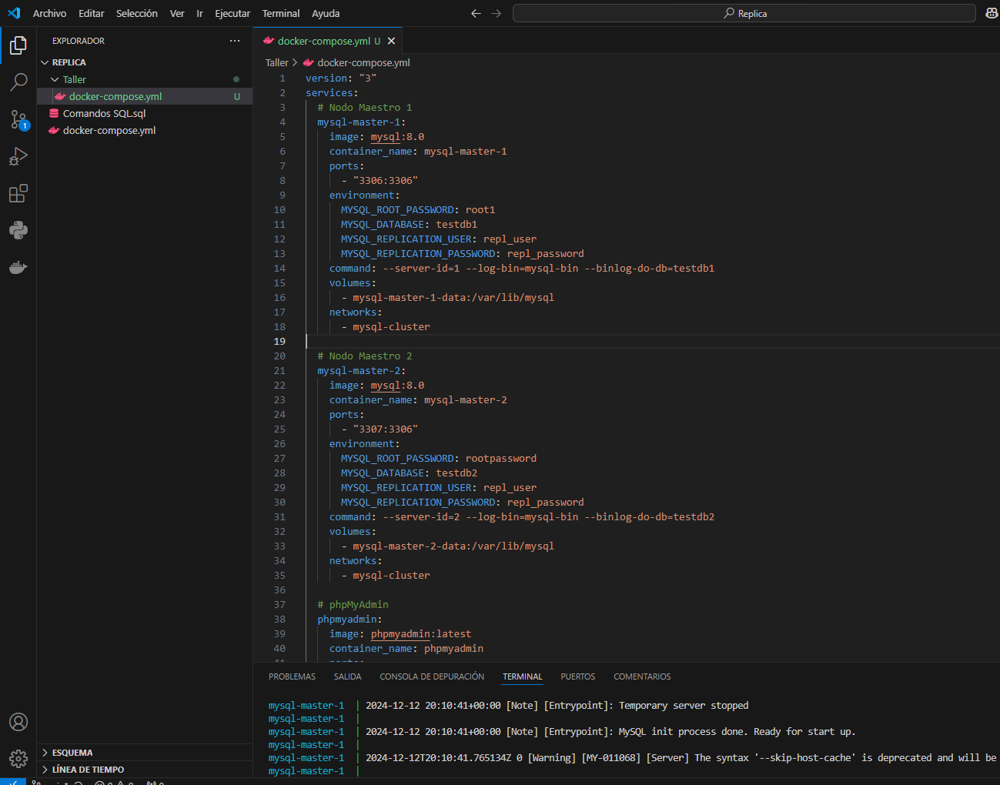 Archivo Editar Selección Ver Ir Ejecutar Terminal Ayuda
Replica
EXPLORADOR
REPLICA
Taller
docker-compose.yml U
Comandos SQL.sql
docker-compose.yml
1
ESQUEMA
LÍNEA DE TIEMPO
docker-compose.yml U
Taller > docker-compose.yml
1 version: "3"
2 services:
3 # Nodo Maestro 1
4 mysql-master-1:
5 image: mysql:8.0
6 container_name: mysql-master-1
7 ports:
8 - "3306:3306"
9 environment:
10 MYSQL_ROOT_PASSWORD: root1
11 MYSQL_DATABASE: testdb1
12 MYSQL_REPLICATION_USER: repl_user
13 MYSQL_REPLICATION_PASSWORD: repl_password
14 command: --server-id=1 --log-bin=mysql-bin --binlog-do-db=testdb1
15 volumes:
16 - mysql-master-1-data:/var/lib/mysql
17 networks:
18 - mysql-cluster
19
20 # Nodo Maestro 2
21 mysql-master-2:
22 image: mysql:8.0
23 container_name: mysql-master-2
24 ports:
25 - "3307:3306"
26 environment:
27 MYSQL_ROOT_PASSWORD: rootpassword
28 MYSQL_DATABASE: testdb2
29 MYSQL_REPLICATION_USER: repl_user
30 MYSQL_REPLICATION_PASSWORD: repl_password
31 command: --server-id=2 --log-bin=mysql-bin --binlog-do-db=testdb2
32 volumes:
33 - mysql-master-2-data:/var/lib/mysql
34 networks:
35 - mysql-cluster
36
37 # phpMyAdmin
38 phpmyadmin:
39 image: phpmyadmin:latest
40 container_name: phpmyadmin
PROBLEMAS SALIDA CONSOLA DE DEPURACIÓN TERMINAL PUERTOS COMENTARIOS
mysql-master-1 | 2024-12-12 20:10:41+00:00 [Note] [Entrypoint]: Temporary server stopped
mysql-master-1 |
mysql-master-1 | 2024-12-12 20:10:41+00:00 [Note] [Entrypoint]: MySQL init process done. Ready for start up.
mysql-master-1 |
mysql-master-1 | 2024-12-12T20:10:41.765134Z 0 [Warning] [MY-011068] [Server] The syntax '--skip-host-cache' is deprecated and will be
mysql-master-1 |